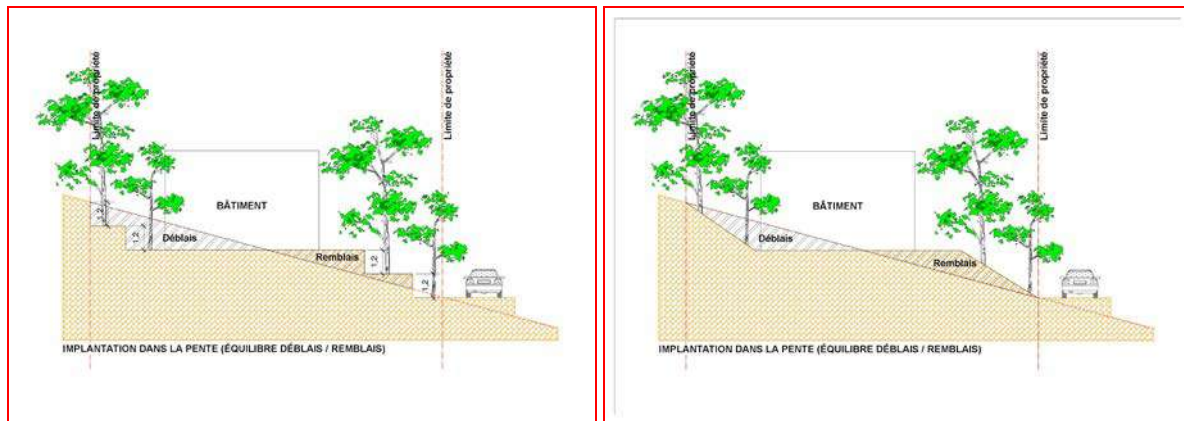 Limite de propriété
Limite de propriété
BÂTIMENT
1,2
1,2
Déblais
Remblais
1,2
1,2
IMPLANTATION DANS LA PENTE (ÉQUILIBRE DÉBLAIS / REMBLAIS)
Limite de propriété
Limite de propriété
BÂTIMENT
Déblais
Remblais
IMPLANTATION DANS LA PENTE (ÉQUILIBRE DÉBLAIS / REMBLAIS)